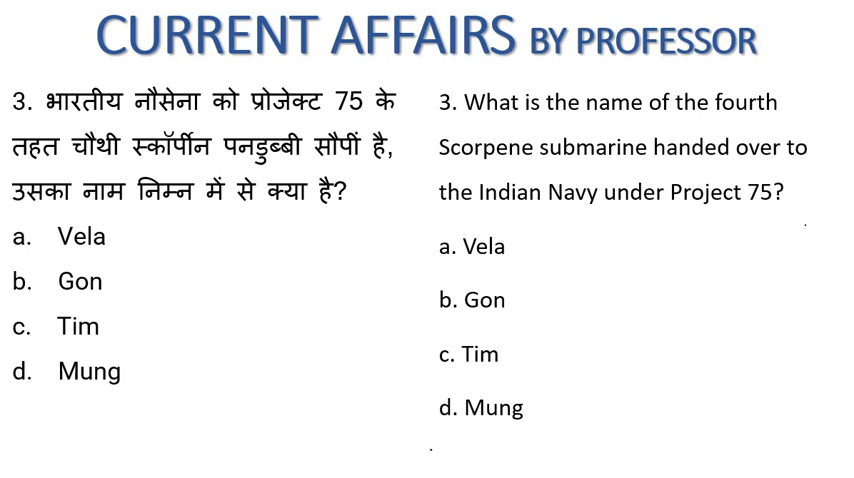 CURRENT AFFAIRS BY PROFESSOR
3. भारतीय नौसेना को प्रोजेक्ट 75 के
तहत चौथी स्कॉर्पीन पनडुब्बी सौपीं है,
उसका नाम निम्न में से क्या है?
a. Vela
b. Gon
c. Tim
d. Mung
3. What is the name of the fourth
Scorpene submarine handed over to
the Indian Navy under Project 75?
a. Vela
b. Gon
c. Tim
d. Mung